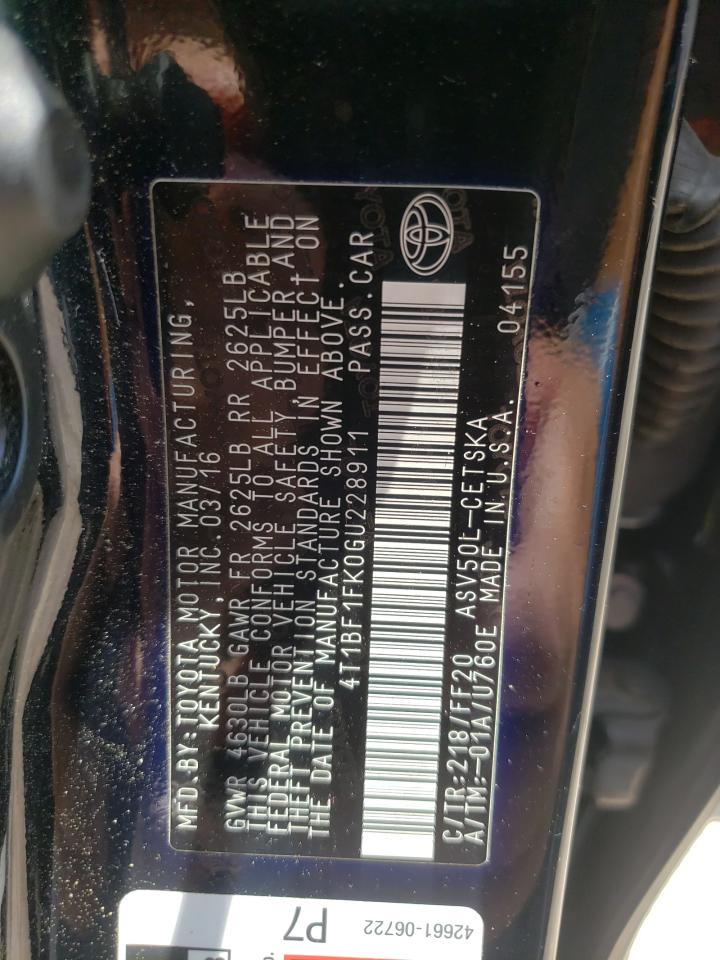 MFD.BY:TOYOTA MOTOR MANUFACTURING,
KENTUCKY, INC.03/16
GVWR 4630LB GAWR FR 2625LB RR 2625LB
THIS VEHICLE CONFORMS TO ALL APPLICABLE
FEDERAL MOTOR VEHICLE SAFETY,BUMPER AND
THEFT PREVENTION STANDARDS IN EFFECT ON
THE DATE OF MANUFACTURE SHOWN ABOVE.
4T1BF1FK0GU228911 PASS.CAR
C/TR:218/FF20 ASV50L-CETSKA
A/TM:-01A/U760E MADE IN U.S.A. 04155
P7
42661-06722